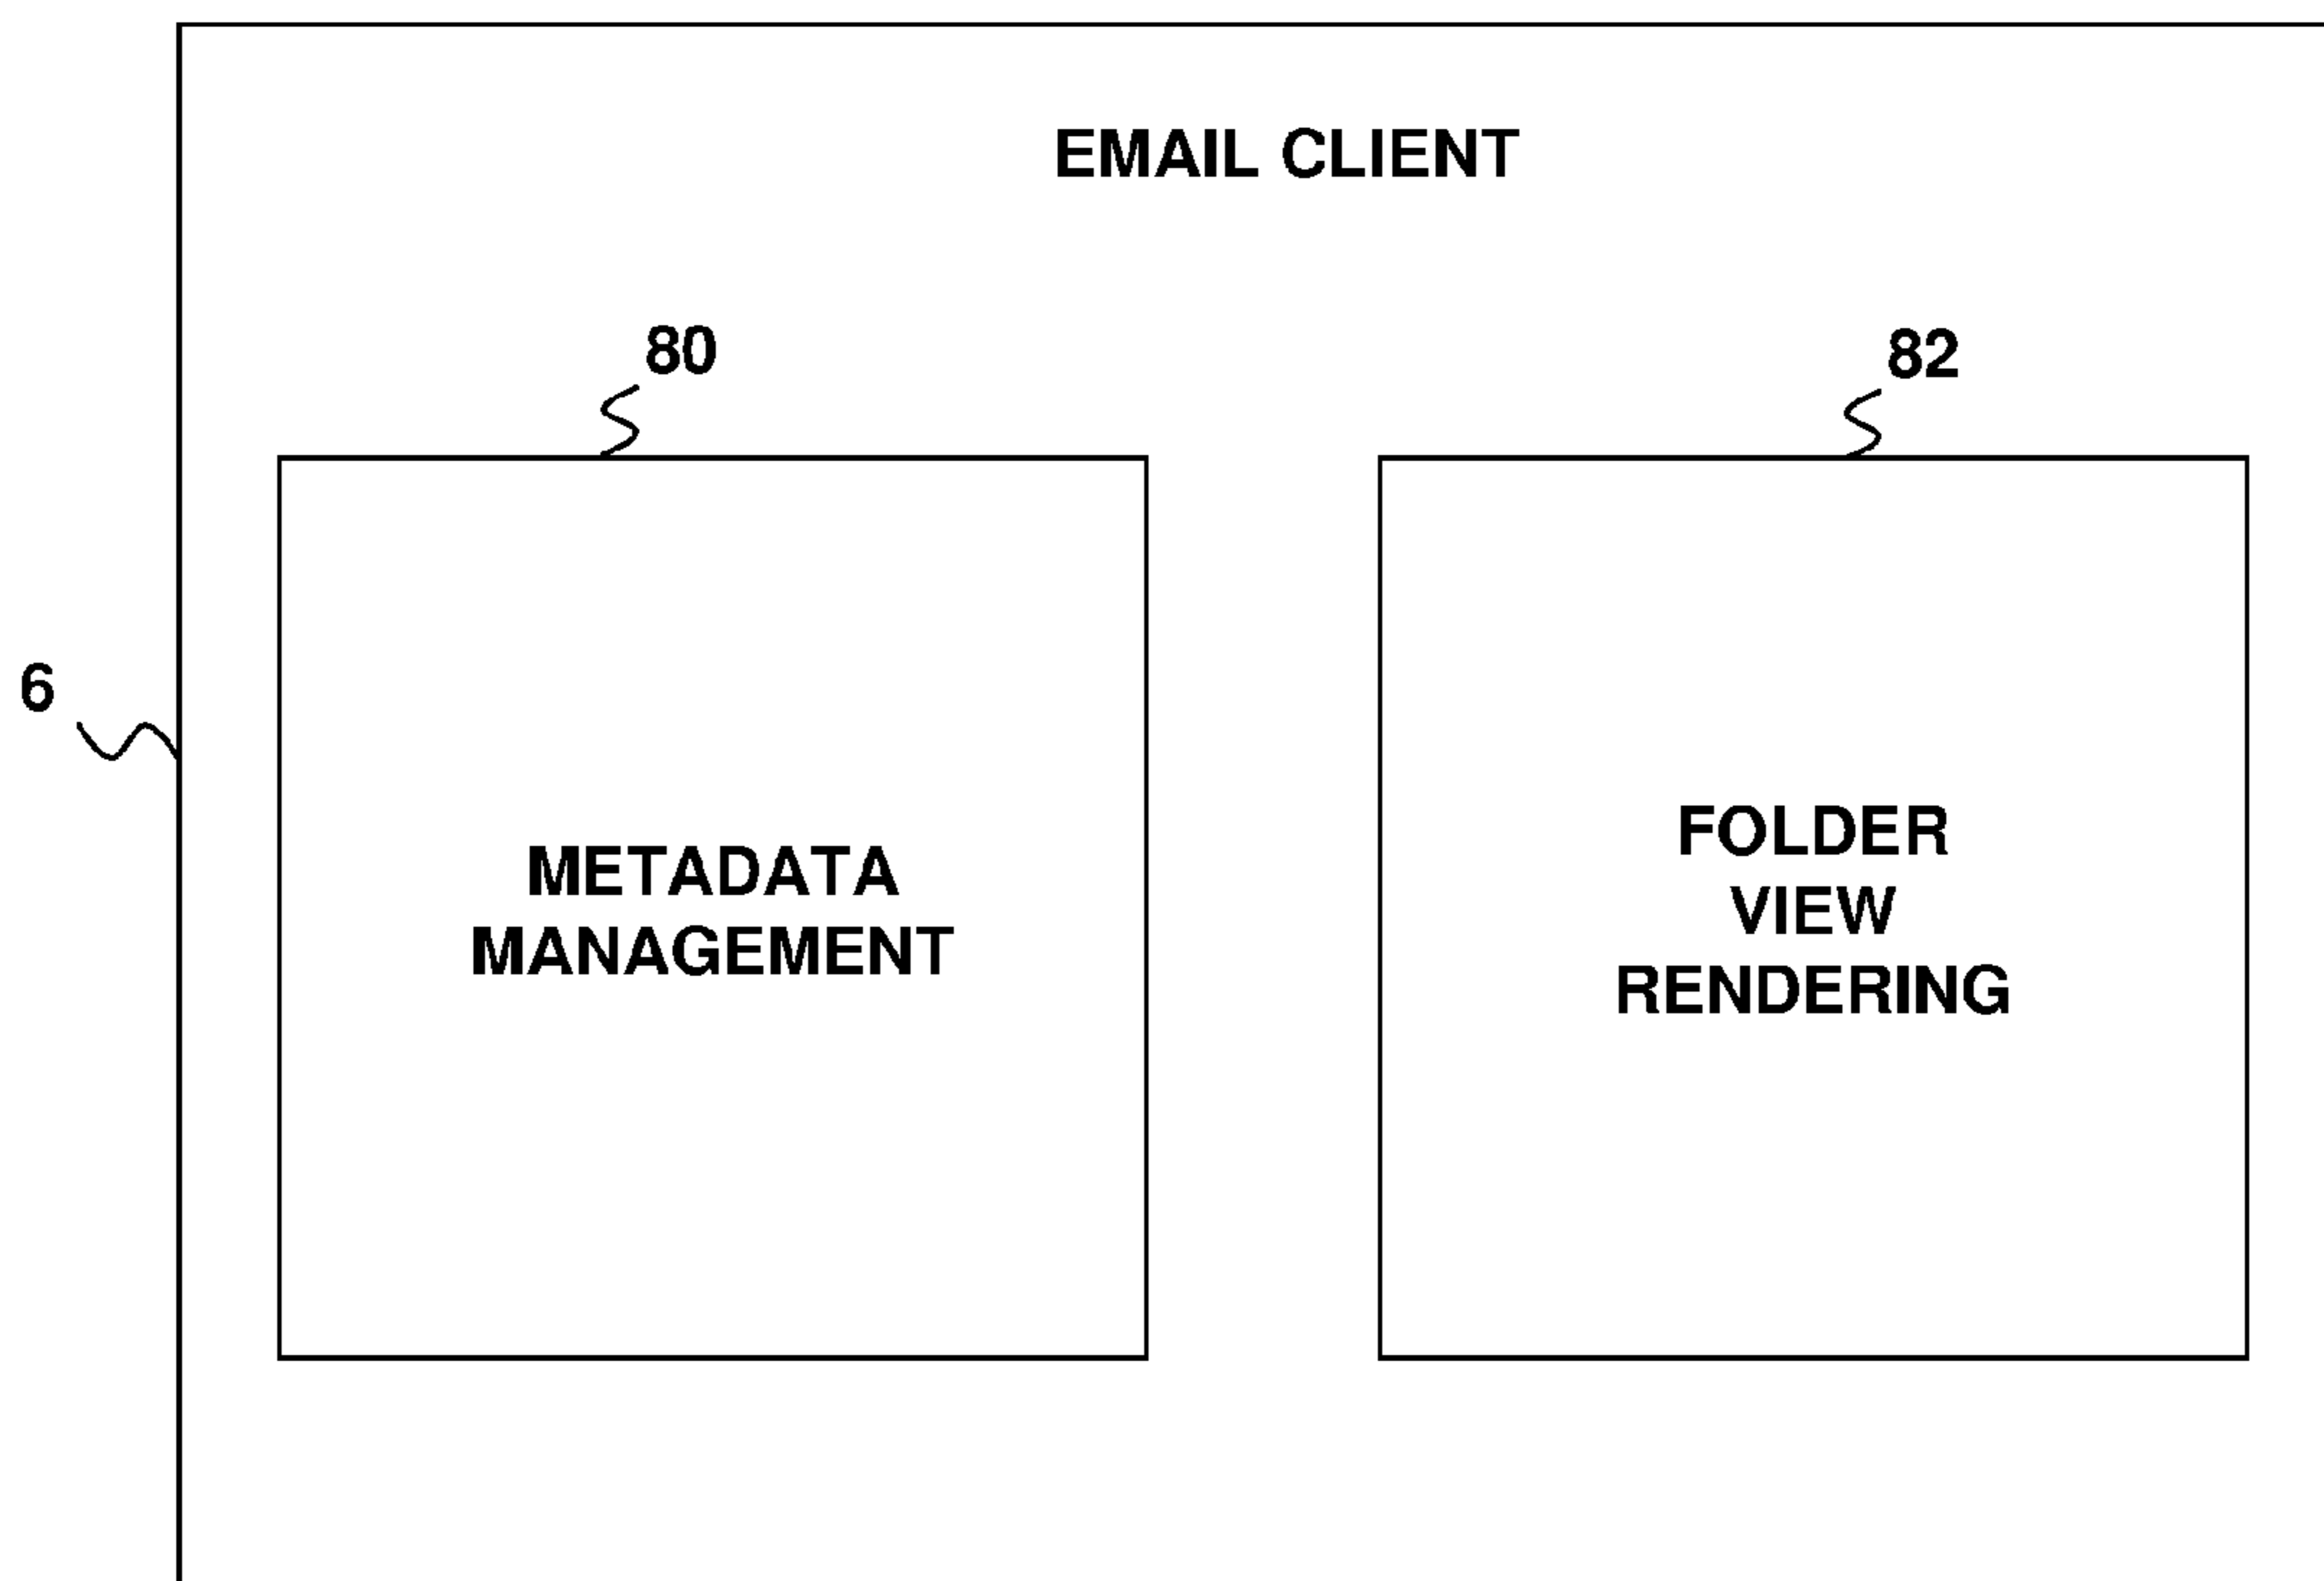 EMAIL CLIENT
80
82
6
METADATA
MANAGEMENT
FOLDER
VIEW
RENDERING